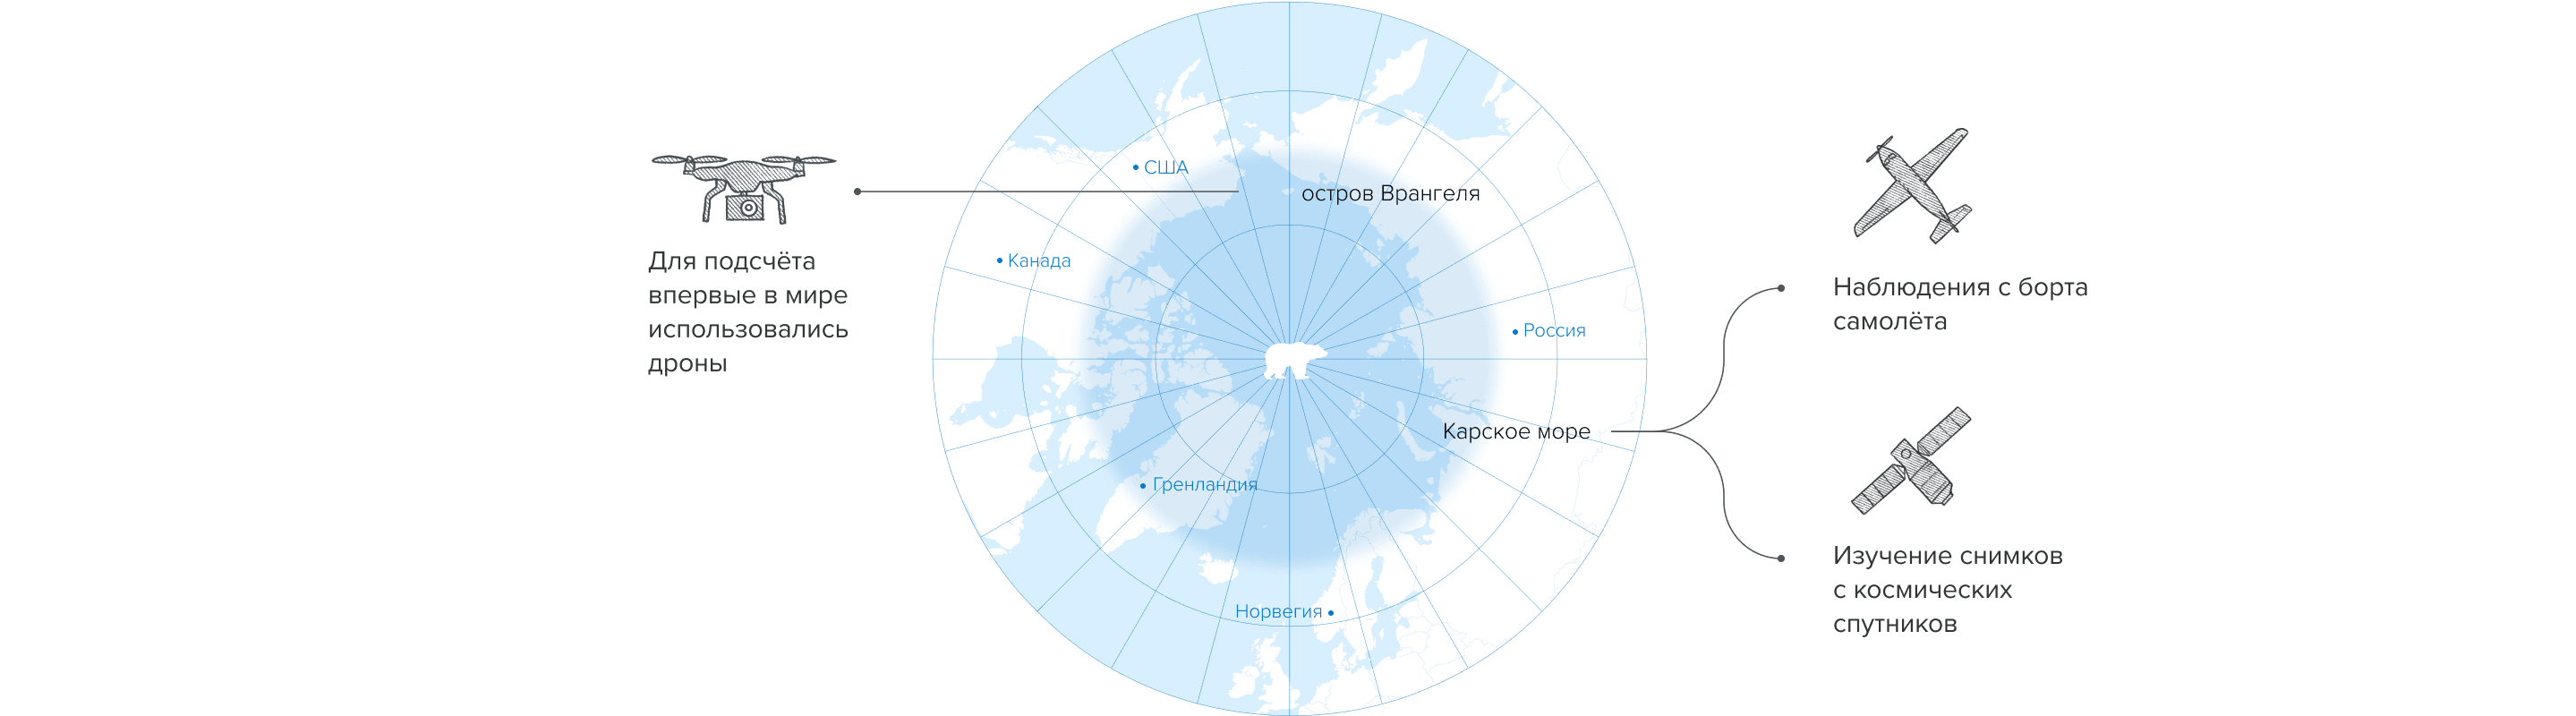 Для подсчёта
впервые в мире
использовались
дроны
США
остров Врангеля
Канада
Россия
Карское море
Гренландия
Норвегия
Наблюдения с борта
самолёта
Изучение снимков
с космических
спутников